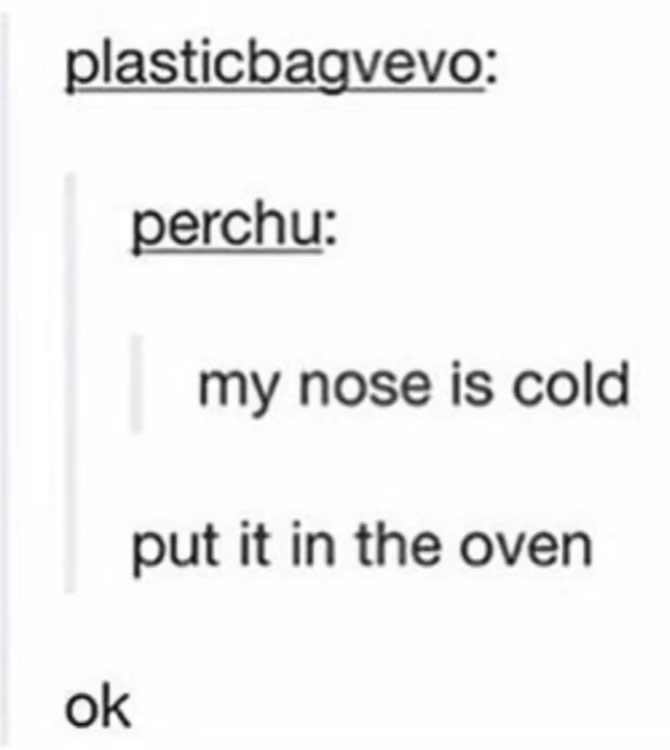 plasticbagvevo:
perchu:
my nose is cold
put it in the oven
ok